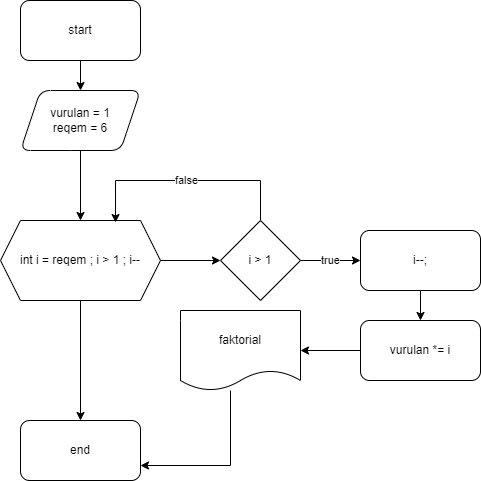 start
vurulan = 1
reqem = 6
false
int i = reqem ; i > 1 ; i--
i > 1
true
i--;
faktorial
vurulan *= i
end